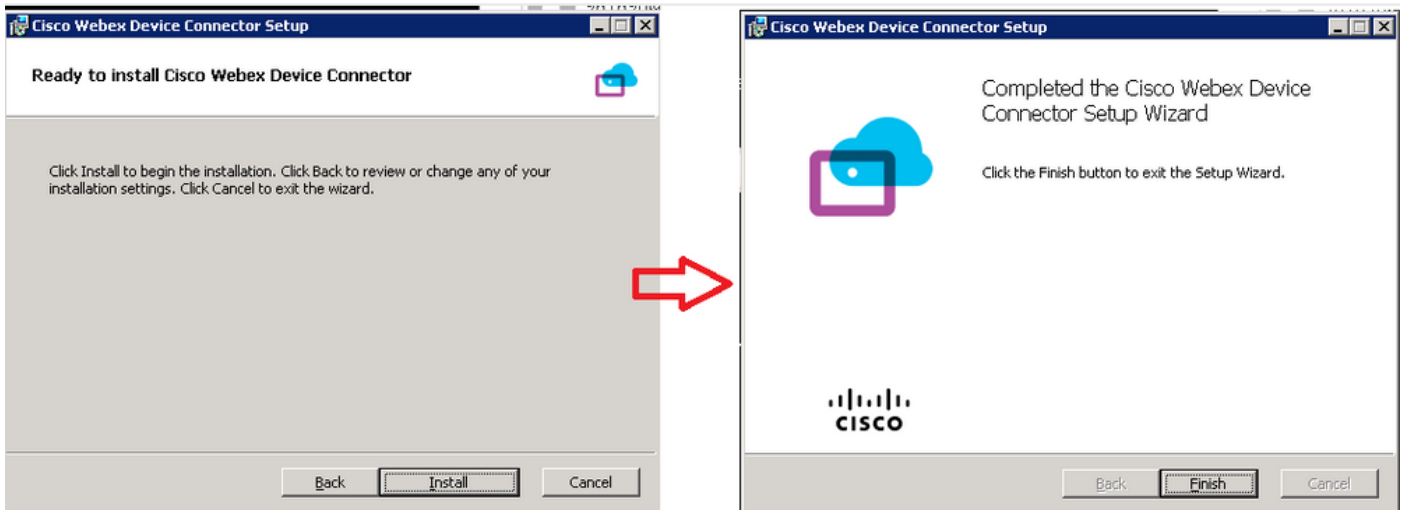 Cisco Webex Device Connector Setup
Ready to install Cisco Webex Device Connector
Click Install to begin the installation. Click Back to review or change any of your
installation settings. Click Cancel to exit the wizard.
Back
Install
Cancel
Cisco Webex Device Connector Setup
Completed the Cisco Webex Device
Connector Setup Wizard
Click the Finish button to exit the Setup Wizard.
CISCO
Back
Finish
Cancel